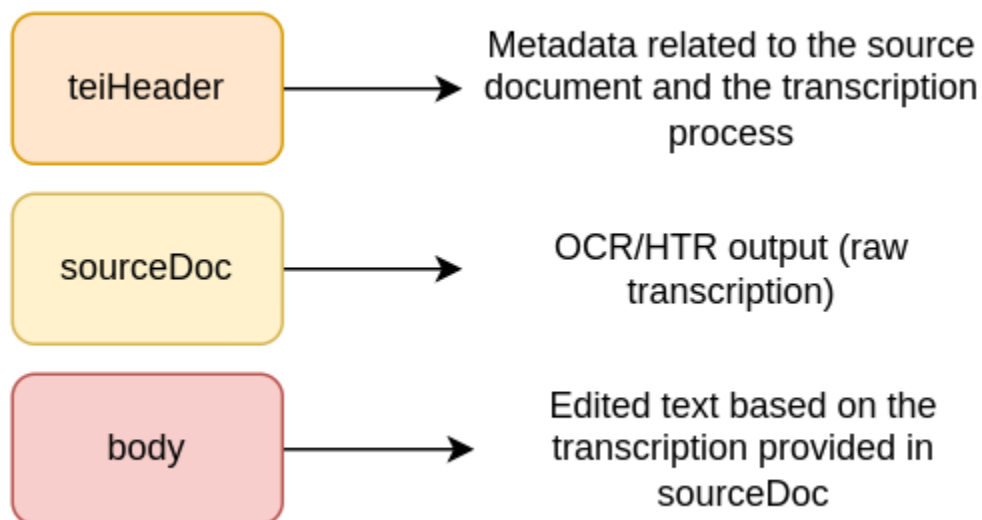 teiHeader
Metadata related to the source
document and the transcription
process
sourceDoc
OCR/HTR output (raw
transcription)
body
Edited text based on the
transcription provided in
sourceDoc